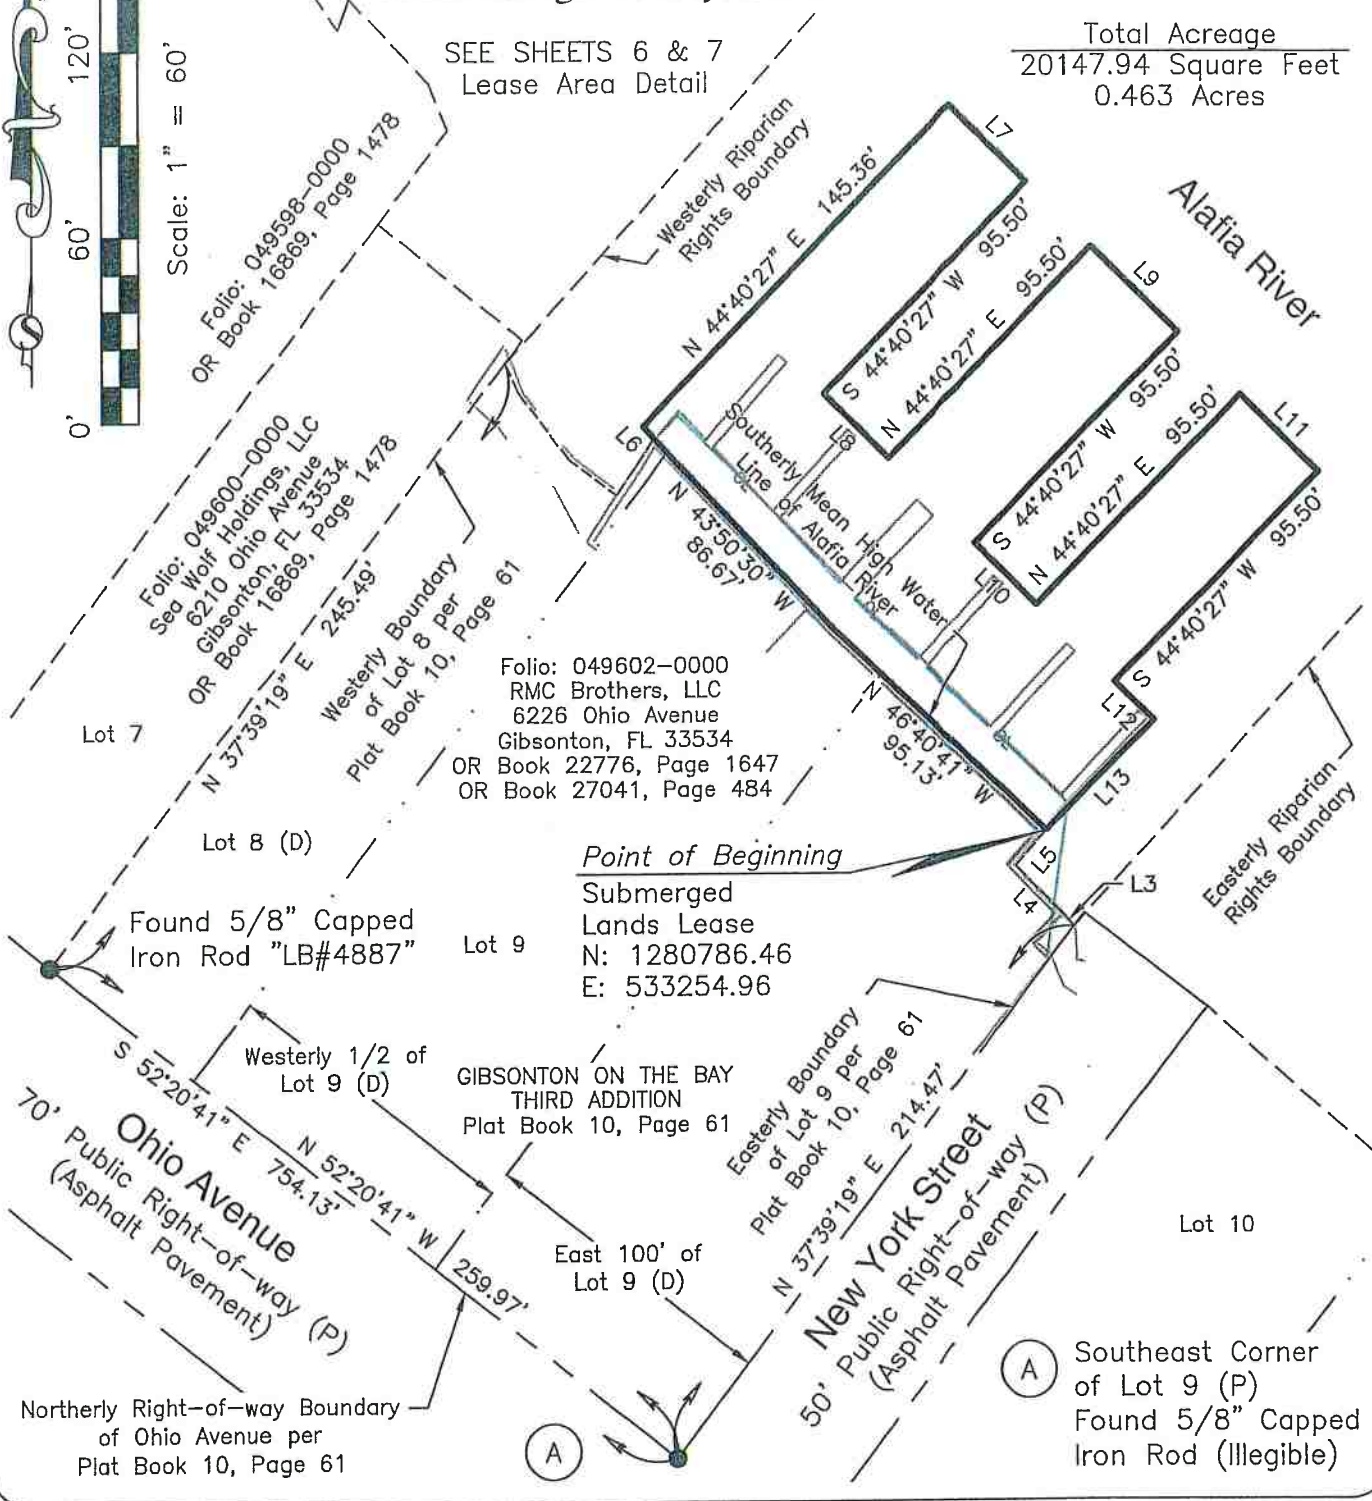 SEE SHEETS 6 & 7
Lease Area Detail
Total Acreage
20147.94 Square Feet
0.463 Acres
120'
60'
0'
Scale: 1" = 60'
Folio: 049598-0000
OR Book 16869, Page 1478
Westerly Riparian
Rights Boundary
Alafia River
L7
N 44°40'27" E 145.36'
S 44°40'27" W 95.50'
N 44°40'27" E 95.50'
L9
S 44°40'27" W 95.50'
N 44°40'27" E 95.50'
L11
S 44°40'27" W 95.50'
L6
L8
L10
L12
L13
Southerly Mean High Water
Line of Alafia River
N 43°50'30" W
86.67'
N 46°40'41" W
95.13'
Folio: 049600-0000
Sea Wolf Holdings, LLC
6210 Ohio Avenue
Gibsonton, FL 33534
OR Book 16869, Page 1478
N 37°39'19" E 245.49'
Westerly Boundary
of Lot 8 per
Plat Book 10, Page 61
Folio: 049602-0000
RMC Brothers, LLC
6226 Ohio Avenue
Gibsonton, FL 33534
OR Book 22776, Page 1647
OR Book 27041, Page 484
Lot 7
Lot 8 (D)
Point of Beginning
Submerged
Lands Lease
N: 1280786.46
E: 533254.96
L5
L4
L3
Easterly Riparian
Rights Boundary
Found 5/8" Capped
Iron Rod "LB#4887"
Lot 9
Westerly 1/2 of
Lot 9 (D)
GIBSONTON ON THE BAY
THIRD ADDITION
Plat Book 10, Page 61
Easterly Boundary
of Lot 9 per
Plat Book 10, Page 61
N 37°39'19" E 214.47'
New York Street
50' Public Right-of-way (P)
(Asphalt Pavement)
S 52°20'41" E 754.13'
N 52°20'41" W 259.97'
Ohio Avenue
70' Public Right-of-way (P)
(Asphalt Pavement)
East 100' of
Lot 9 (D)
Lot 10
Northerly Right-of-way Boundary
of Ohio Avenue per
Plat Book 10, Page 61
A
A
Southeast Corner
of Lot 9 (P)
Found 5/8" Capped
Iron Rod (Illegible)